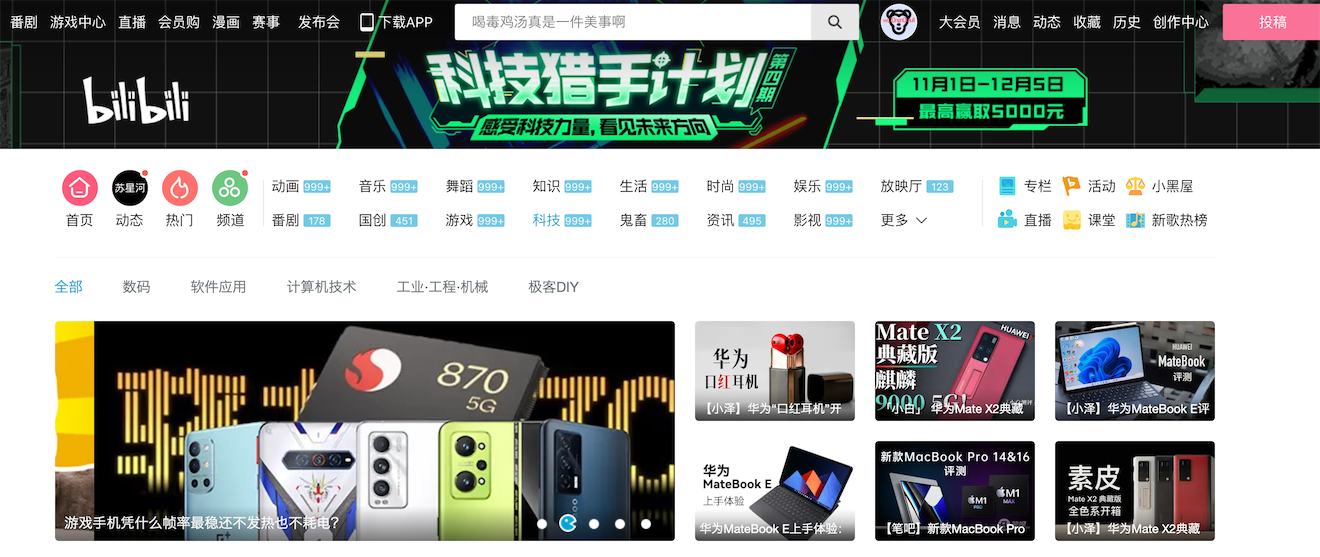 番剧 游戏中心 直播 会员购 漫画 赛事 发布会 下载APP 喝毒鸡汤真是一件美事啊 大会员 消息 动态 收藏 历史 创作中心 投稿
bilibili
科技猎手计划
第四期
感受科技力量,看见未来方向
11月1日-12月5日
最高赢取5000元
苏星河
首页 动态 热门 频道
动画 999+ 音乐 999+ 舞蹈 999+ 知识 999+ 生活 999+ 时尚 999+ 娱乐 999+ 放映厅 123 专栏 活动 小黑屋
番剧 178 国创 451 游戏 999+ 科技 999+ 鬼畜 280 资讯 495 影视 999+ 更多 直播 课堂 新歌热榜
全部 数码 软件应用 计算机技术 工业·工程·机械 极客DIY
870
5G
游戏手机凭什么帧率最稳还不发热也不耗电?
华为
口红耳机
【小泽】华为“口红耳机”开
Mate X2
HUAWEI
典藏版
麒麟
9000 5G!
「小白」华为Mate X2典藏
HUAWEI
MateBook
评测
【小泽】华为MateBook E评
华为
MateBook E
上手体验
华为MateBook E上手体验:
新款MacBook Pro 14&16
评测
M1
PRO
M1
MAX
【笔吧】新款MacBook Pro
素皮
Mate X2 典藏版
全色系开箱
【小泽】华为Mate X2典藏